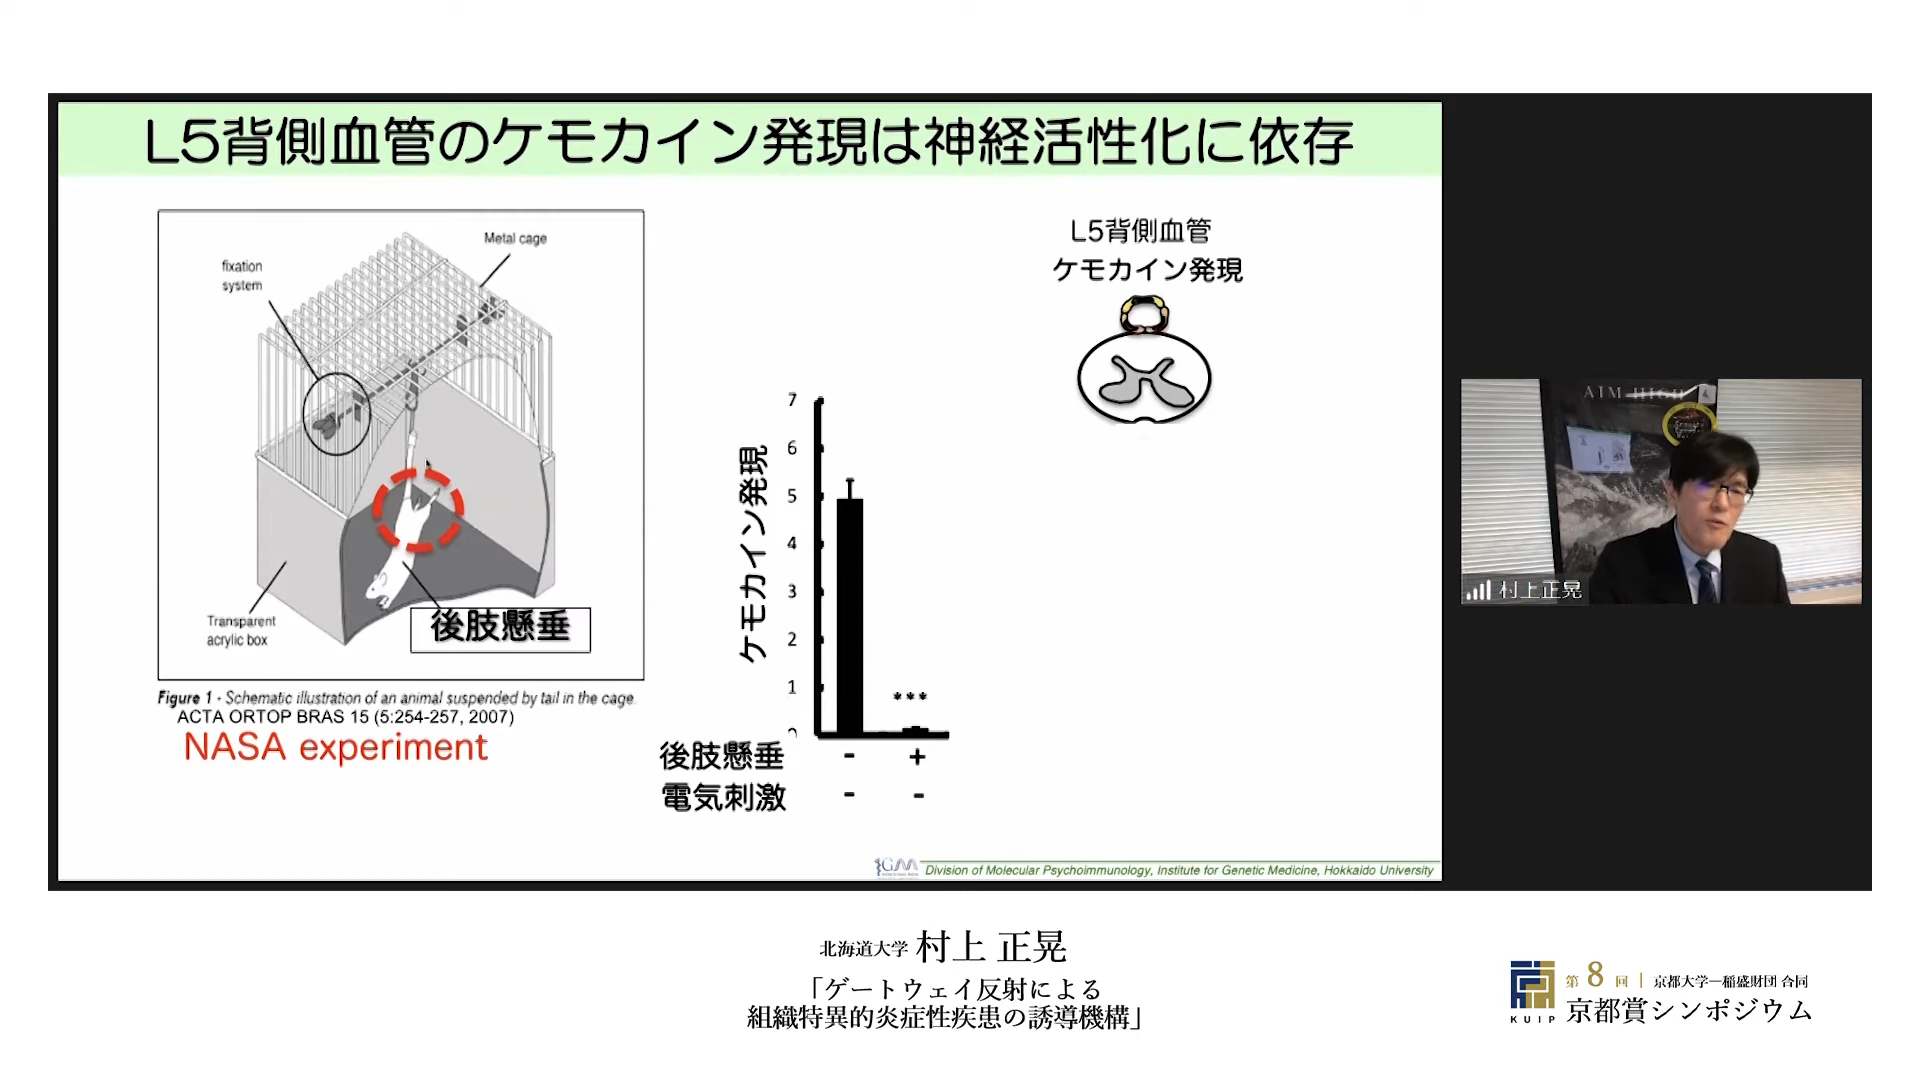 L5背側血管のケモカイン発現は神経活性化に依存
Metal cage
fixation
system
Transparent
acrylic box
後肢懸垂
Figure 1 - Schematic illustration of an animal suspended by tail in the cage.
ACTA ORTOP BRAS 15 (5:254-257, 2007)
NASA experiment
L5背側血管
ケモカイン発現
ケモカイン発現
7
6
5
4
3
2
1
0
***
後肢懸垂 - +
電気刺激 - -
Division of Molecular Psychoimmunology, Institute for Genetic Medicine, Hokkaido University
AIM HIGH
村上正晃
北海道大学 村上 正晃
「ゲートウェイ反射による
組織特異的炎症性疾患の誘導機構」
KUIP
第8回 | 京都大学—稲盛財団 合同
京都賞シンポジウム